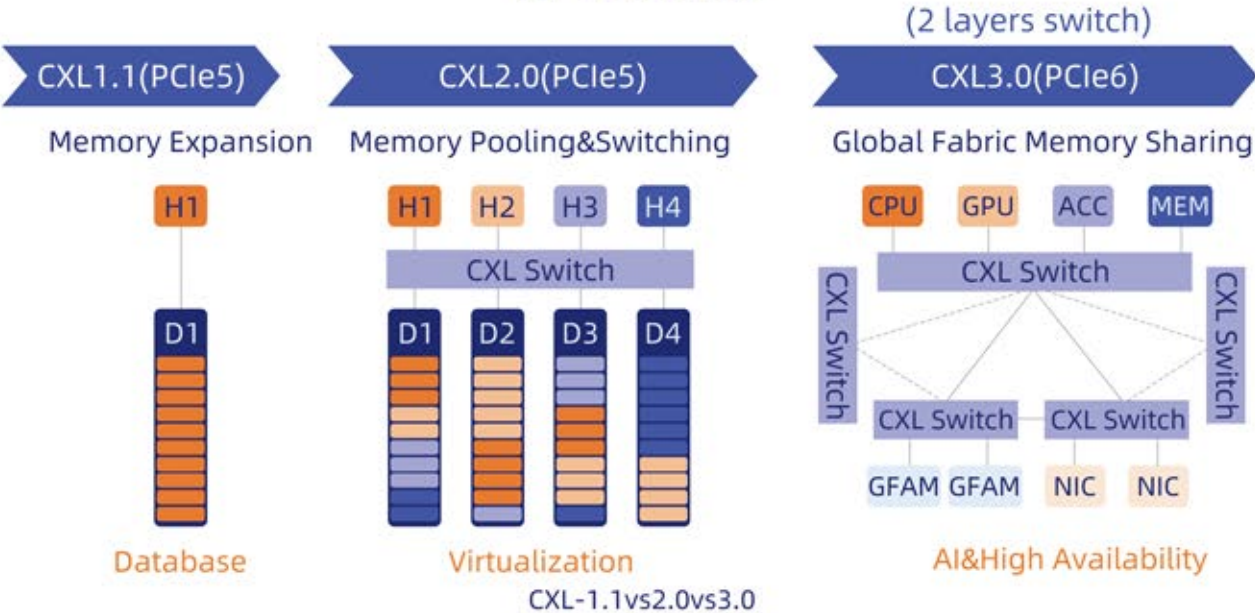 (2 layers switch)
CXL1.1(PCIe5)
CXL2.0(PCIe5)
CXL3.0(PCIe6)
Memory Expansion
Memory Pooling&Switching
Global Fabric Memory Sharing
H1
H1 H2 H3 H4
CPU GPU ACC MEM
CXL Switch
CXL Switch
CXL Switch
CXL Switch
D1
D1 D2 D3 D4
CXL Switch CXL Switch
GFAM GFAM NIC NIC
Database
Virtualization
AI&High Availability
CXL-1.1vs2.0vs3.0